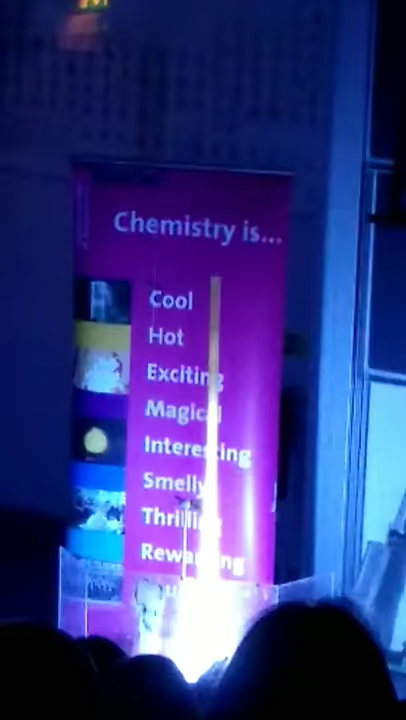 Chemistry is...
Cool
Hot
Exciting
Magical
Interesting
Smelly
Thrilling
Rewarding